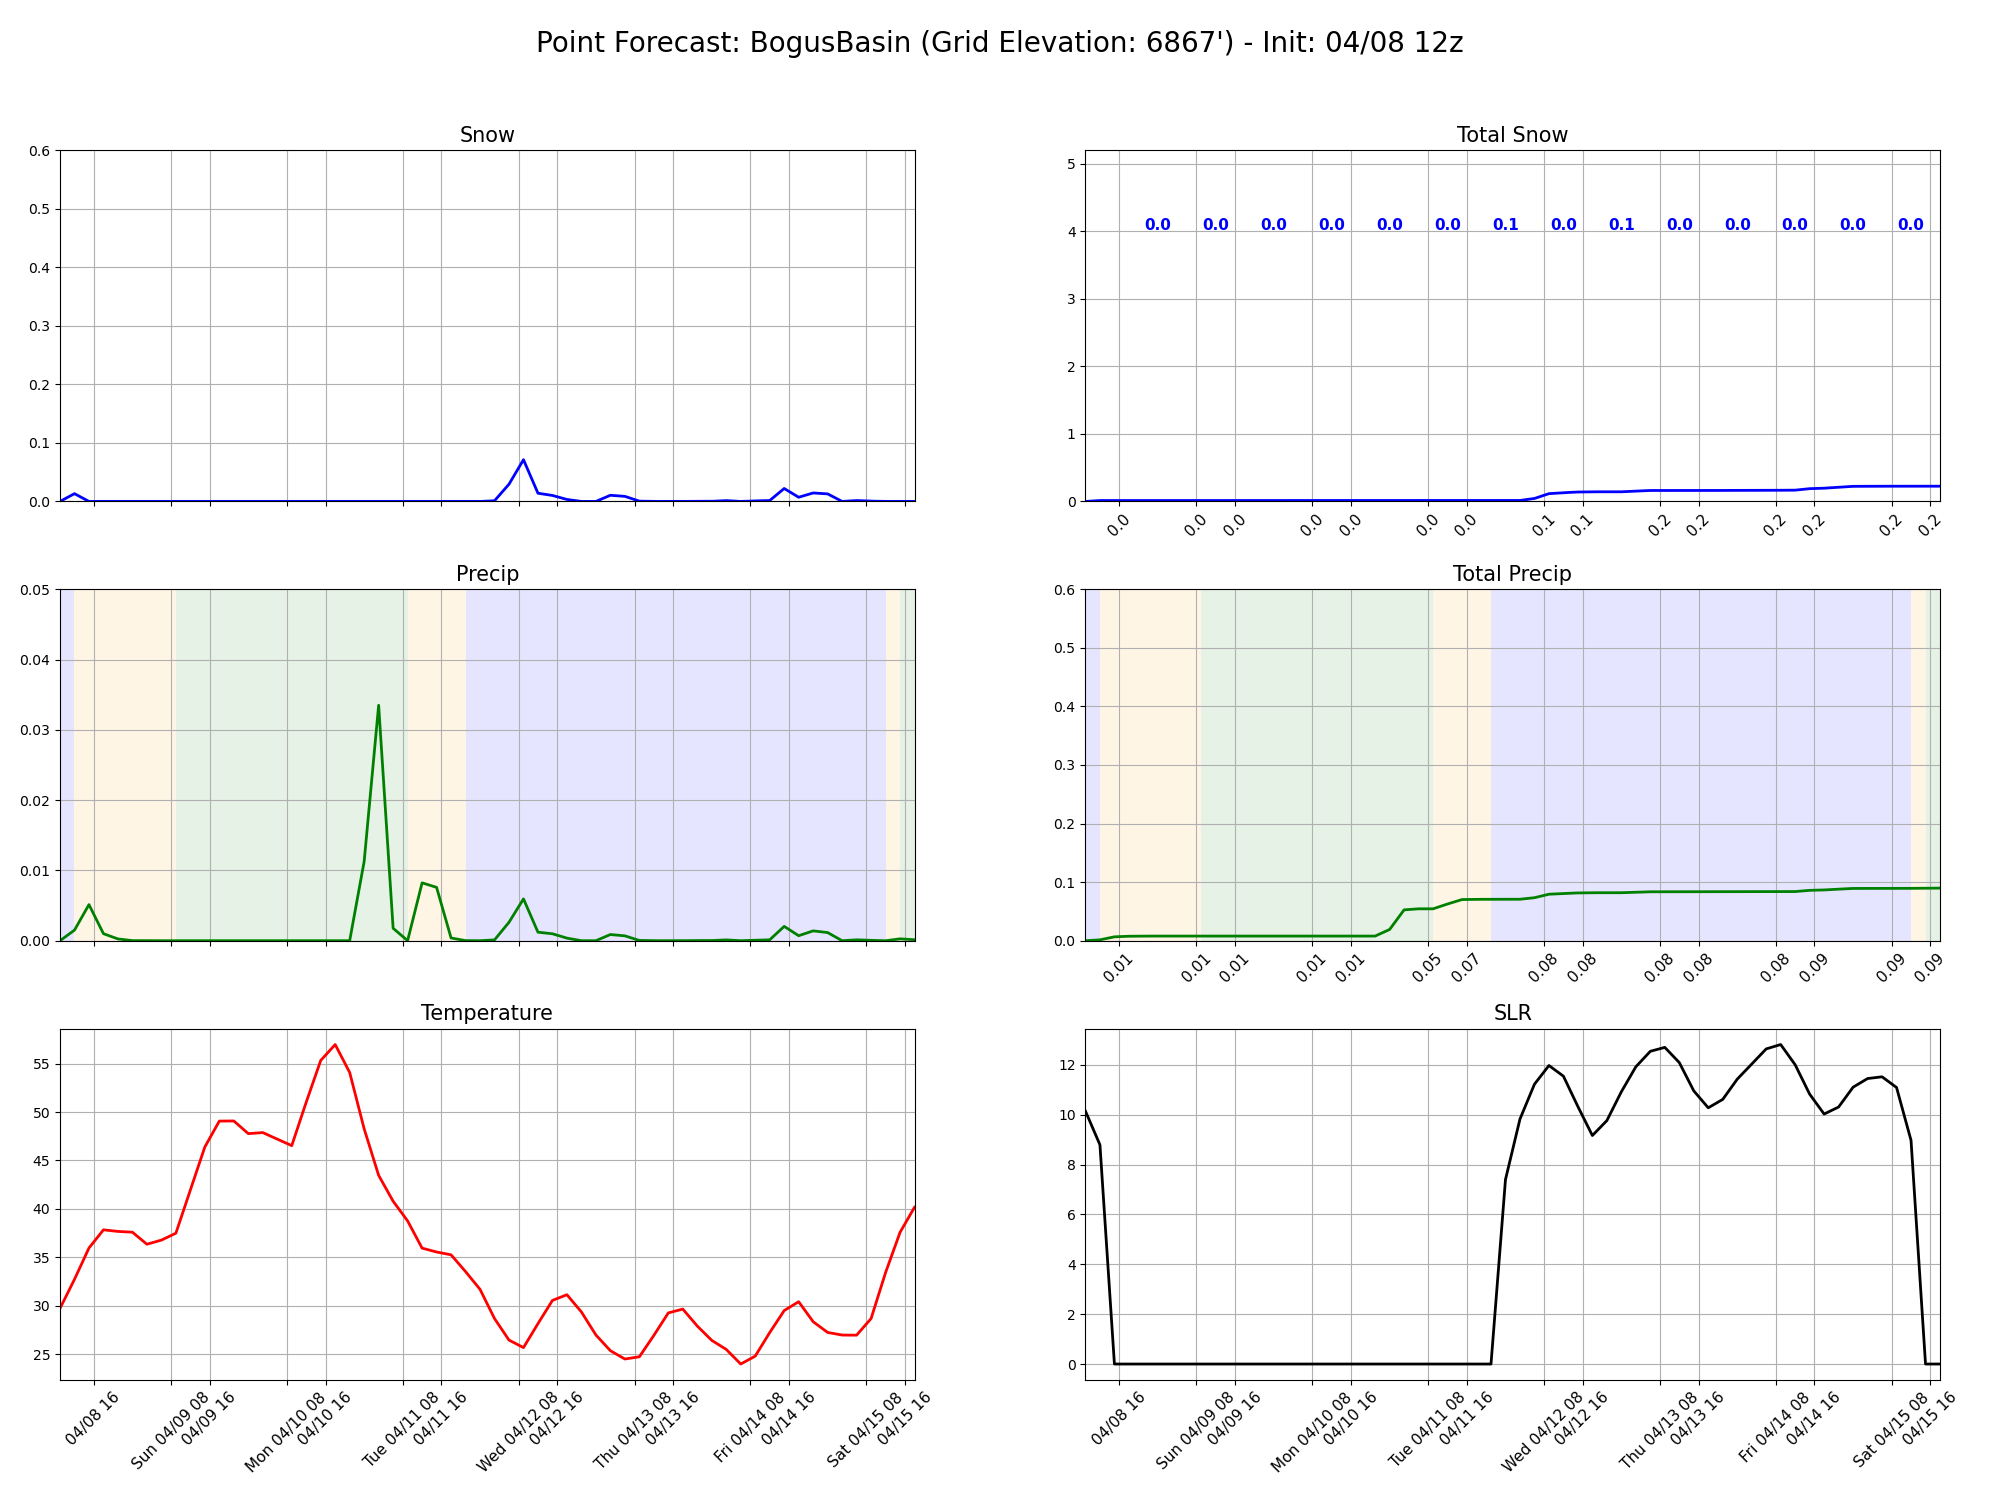 Point Forecast: BogusBasin (Grid Elevation: 6867') - Init: 04/08 12z
Snow
0.6
0.5
0.4
0.3
0.2
0.1
0.0
Total Snow
5
4
3
2
1
0
0.0 0.0 0.0 0.0 0.0 0.0 0.1 0.0 0.1 0.0 0.0 0.0 0.0 0.0
0.0 0.0 0.0 0.0 0.0 0.0 0.0 0.1 0.1 0.2 0.2 0.2 0.2 0.2 0.2
Precip
0.05
0.04
0.03
0.02
0.01
0.00
Total Precip
0.6
0.5
0.4
0.3
0.2
0.1
0.0
0.01 0.01 0.01 0.01 0.01 0.05 0.07 0.08 0.08 0.08 0.08 0.08 0.09 0.09 0.09
Temperature
55
50
45
40
35
30
25
04/08 16
Sun 04/09 08
04/09 16
Mon 04/10 08
04/10 16
Tue 04/11 08
04/11 16
Wed 04/12 08
04/12 16
Thu 04/13 08
04/13 16
Fri 04/14 08
04/14 16
Sat 04/15 08
04/15 16
SLR
12
10
8
6
4
2
0
04/08 16
Sun 04/09 08
04/09 16
Mon 04/10 08
04/10 16
Tue 04/11 08
04/11 16
Wed 04/12 08
04/12 16
Thu 04/13 08
04/13 16
Fri 04/14 08
04/14 16
Sat 04/15 08
04/15 16